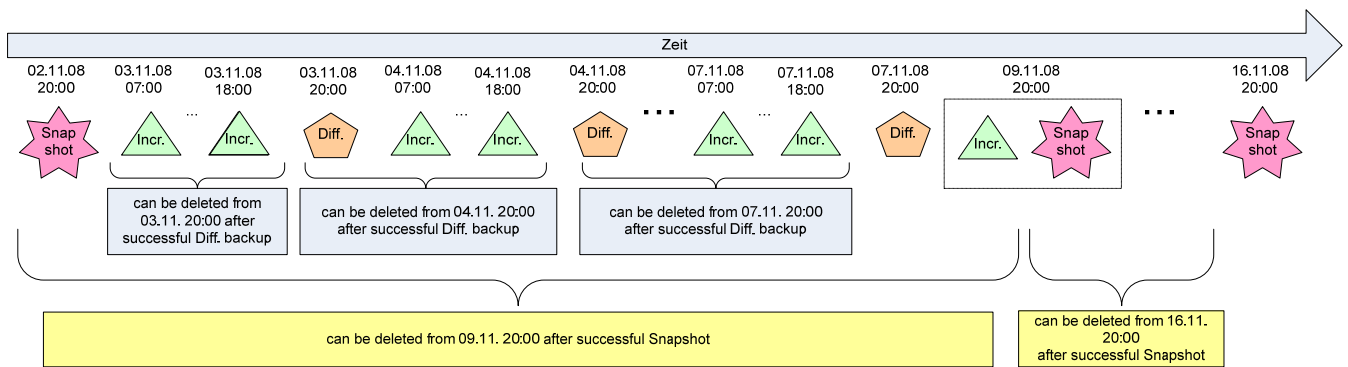 Zeit
02.11.08
20:00
03.11.08
07:00
03.11.08
18:00
03.11.08
20:00
04.11.08
07:00
04.11.08
18:00
04.11.08
20:00
07.11.08
07:00
07.11.08
18:00
07.11.08
20:00
09.11.08
20:00
16.11.08
20:00
Snap
shot
Incr.
...
Incr.
Diff.
Incr.
...
Incr.
Diff.
...
Incr.
...
Incr.
Diff.
Incr.
Snap
shot
...
Snap
shot
can be deleted from
03.11. 20:00 after
successful Diff. backup
can be deleted from 04.11. 20:00
after successful Diff. backup
can be deleted from 07.11. 20:00
after successful Diff. backup
can be deleted from 09.11. 20:00 after successful Snapshot
can be deleted from 16.11.
20:00
after successful Snapshot